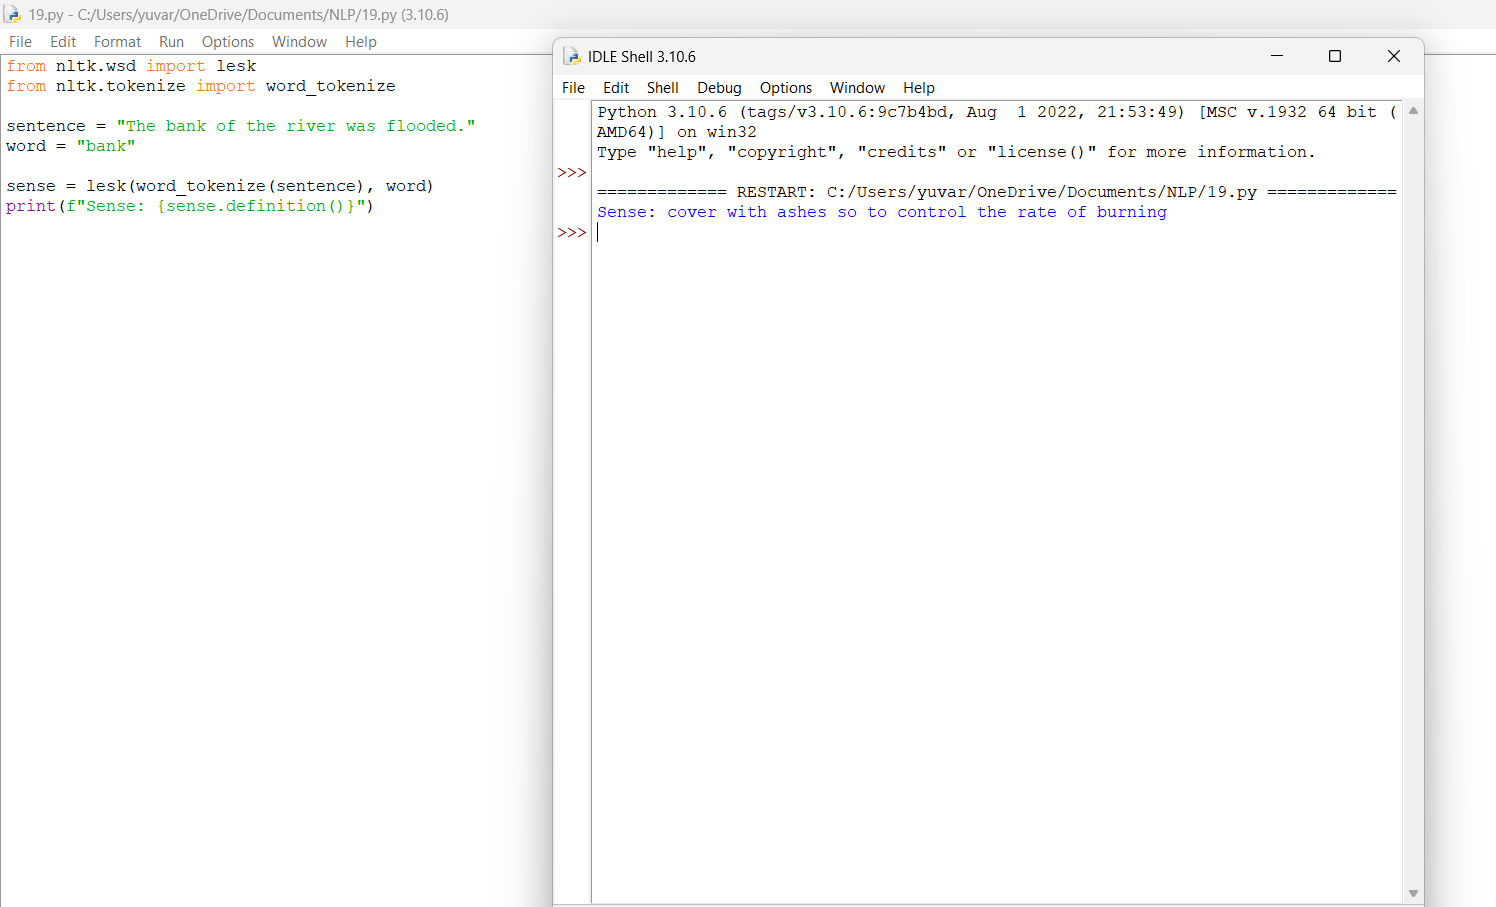 19.py - C:/Users/yuvar/OneDrive/Documents/NLP/19.py (3.10.6)
File Edit Format Run Options Window Help
from nltk.wsd import lesk
from nltk.tokenize import word_tokenize
sentence = "The bank of the river was flooded."
word = "bank"
sense = lesk(word_tokenize(sentence), word)
print(f"Sense: {sense.definition()}")
IDLE Shell 3.10.6
File Edit Shell Debug Options Window Help
Python 3.10.6 (tags/v3.10.6:9c7b4bd, Aug  1 2022, 21:53:49) [MSC v.1932 64 bit (
AMD64)] on win32
Type "help", "copyright", "credits" or "license()" for more information.
>>>
============= RESTART: C:/Users/yuvar/OneDrive/Documents/NLP/19.py =============
Sense: cover with ashes so to control the rate of burning
>>>